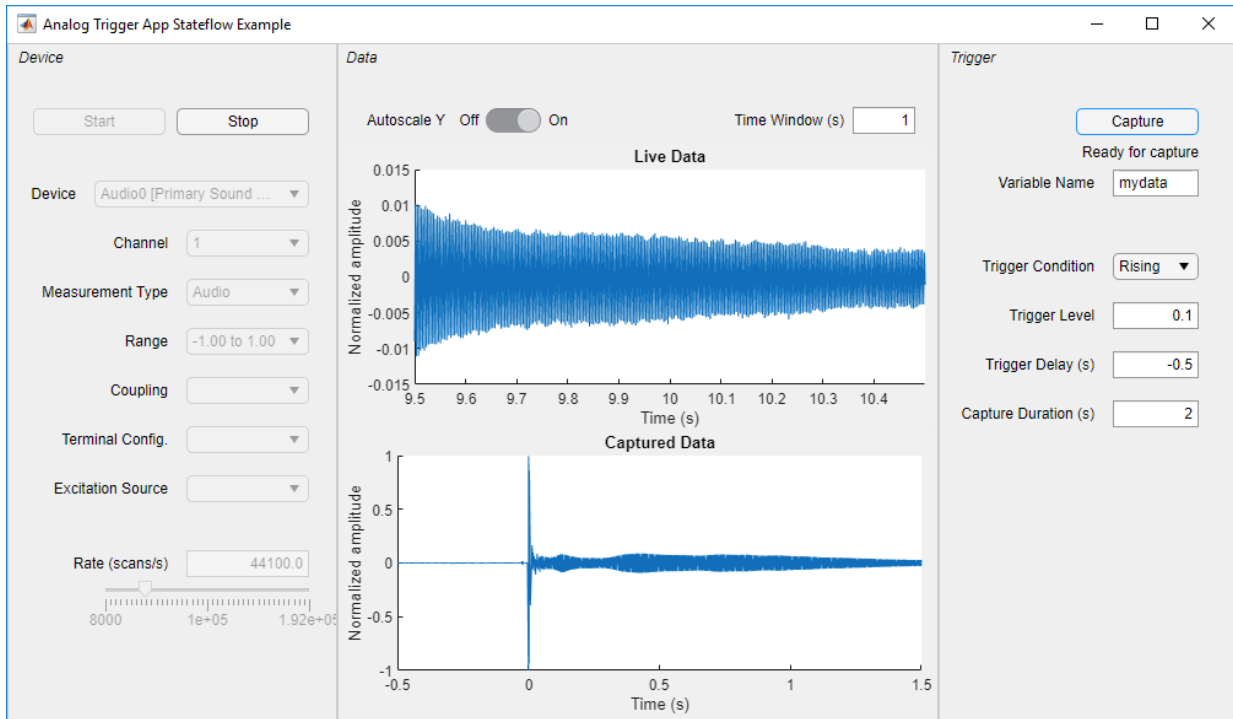 Analog Trigger App Stateflow Example
Device
Start
Stop
Device
Audio0 [Primary Sound ...
Channel
1
Measurement Type
Audio
Range
-1.00 to 1.00
Coupling
Terminal Config.
Excitation Source
Rate (scans/s)
44100.0
8000
1e+05
1.92e+05
Data
Autoscale Y
Off
On
Time Window (s)
1
Live Data
Normalized amplitude
0.015
0.01
0.005
0
-0.005
-0.01
-0.015
9.5
9.6
9.7
9.8
9.9
10
10.1
10.2
10.3
10.4
Time (s)
Captured Data
Normalized amplitude
1
0.5
0
-0.5
-1
-0.5
0
0.5
1
1.5
Time (s)
Trigger
Capture
Ready for capture
Variable Name
mydata
Trigger Condition
Rising
Trigger Level
0.1
Trigger Delay (s)
-0.5
Capture Duration (s)
2